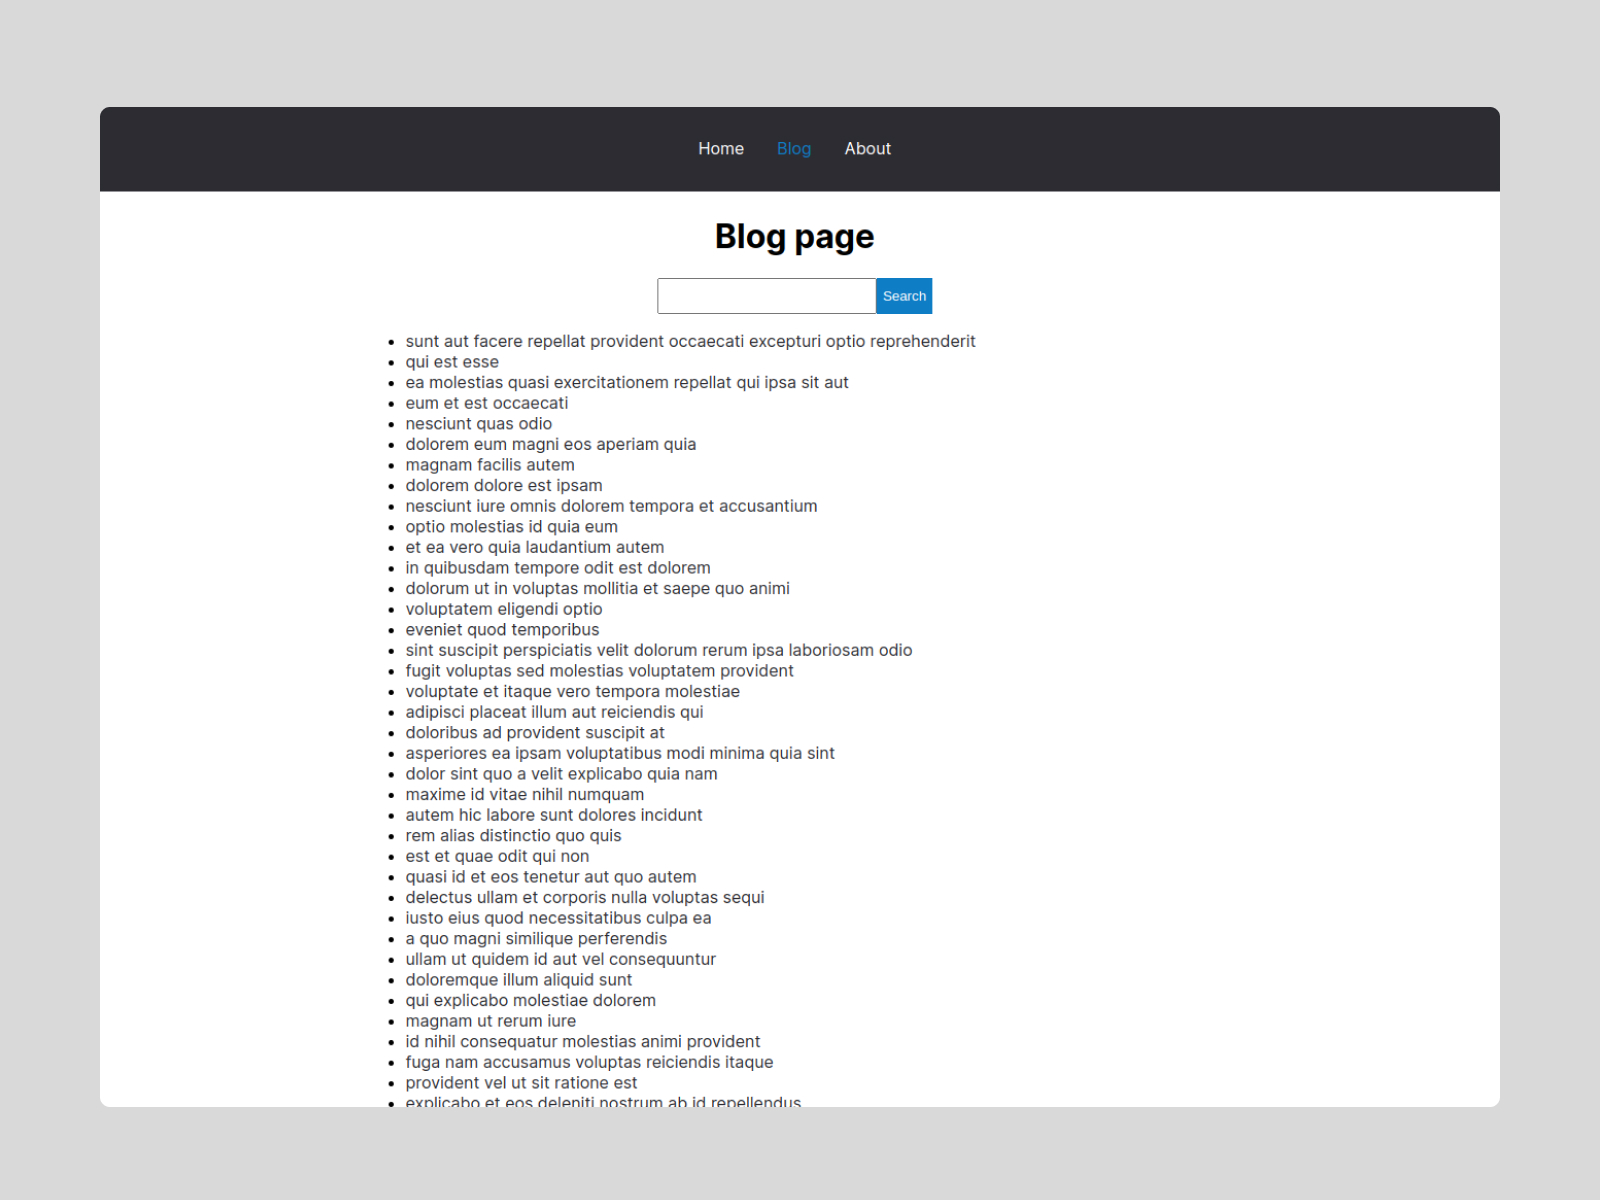 Home Blog About
Blog page
Search
sunt aut facere repellat provident occaecati excepturi optio reprehenderit
qui est esse
ea molestias quasi exercitationem repellat qui ipsa sit aut
eum et est occaecati
nesciunt quas odio
dolorem eum magni eos aperiam quia
magnam facilis autem
dolorem dolore est ipsam
nesciunt iure omnis dolorem tempora et accusantium
optio molestias id quia eum
et ea vero quia laudantium autem
in quibusdam tempore odit est dolorem
dolorum ut in voluptas mollitia et saepe quo animi
voluptatem eligendi optio
eveniet quod temporibus
sint suscipit perspiciatis velit dolorum rerum ipsa laboriosam odio
fugit voluptas sed molestias voluptatem provident
voluptate et itaque vero tempora molestiae
adipisci placeat illum aut reiciendis qui
doloribus ad provident suscipit at
asperiores ea ipsam voluptatibus modi minima quia sint
dolor sint quo a velit explicabo quia nam
maxime id vitae nihil numquam
autem hic labore sunt dolores incidunt
rem alias distinctio quo quis
est et quae odit qui non
quasi id et eos tenetur aut quo autem
delectus ullam et corporis nulla voluptas sequi
iusto eius quod necessitatibus culpa ea
a quo magni similique perferendis
ullam ut quidem id aut vel consequuntur
doloremque illum aliquid sunt
qui explicabo molestiae dolorem
magnam ut rerum iure
id nihil consequatur molestias animi provident
fuga nam accusamus voluptas reiciendis itaque
provident vel ut sit ratione est
explicabo et eos deleniti nostrum ab id repellendus